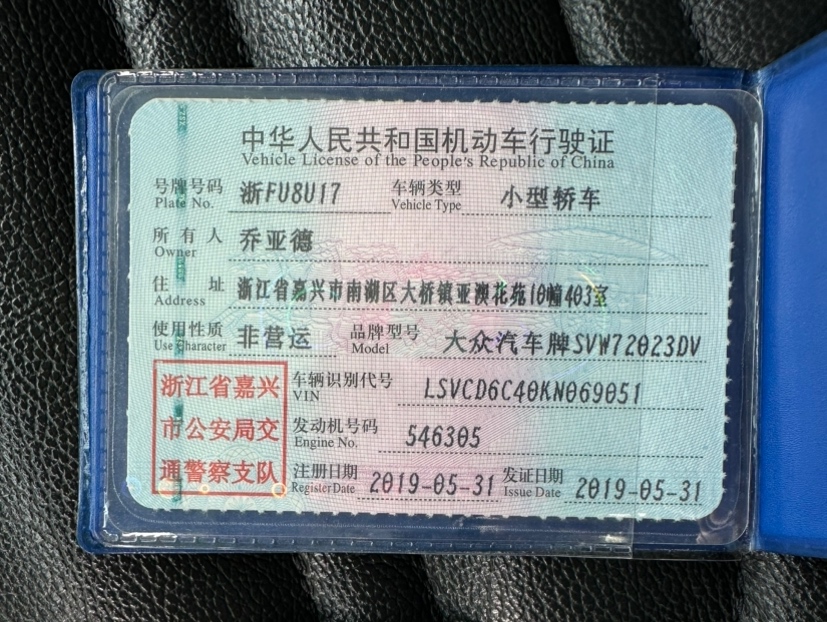 中华人民共和国机动车行驶证
Vehicle License of the People's Republic of China
号牌号码 浙FU8U17 车辆类型 小型轿车
Plate No. Vehicle Type
所有人 乔亚德
Owner
住址 浙江省嘉兴市南湖区大桥镇亚澳花苑10幢403室
Address
使用性质 非营运 品牌型号 大众汽车牌SVW72023DV
Use Character Model
浙江省嘉兴
市公安局交
通警察支队
车辆识别代号 LSVCD6C40KN069051
VIN
发动机号码 546305
Engine No.
注册日期 2019-05-31 发证日期 2019-05-31
Register Date Issue Date